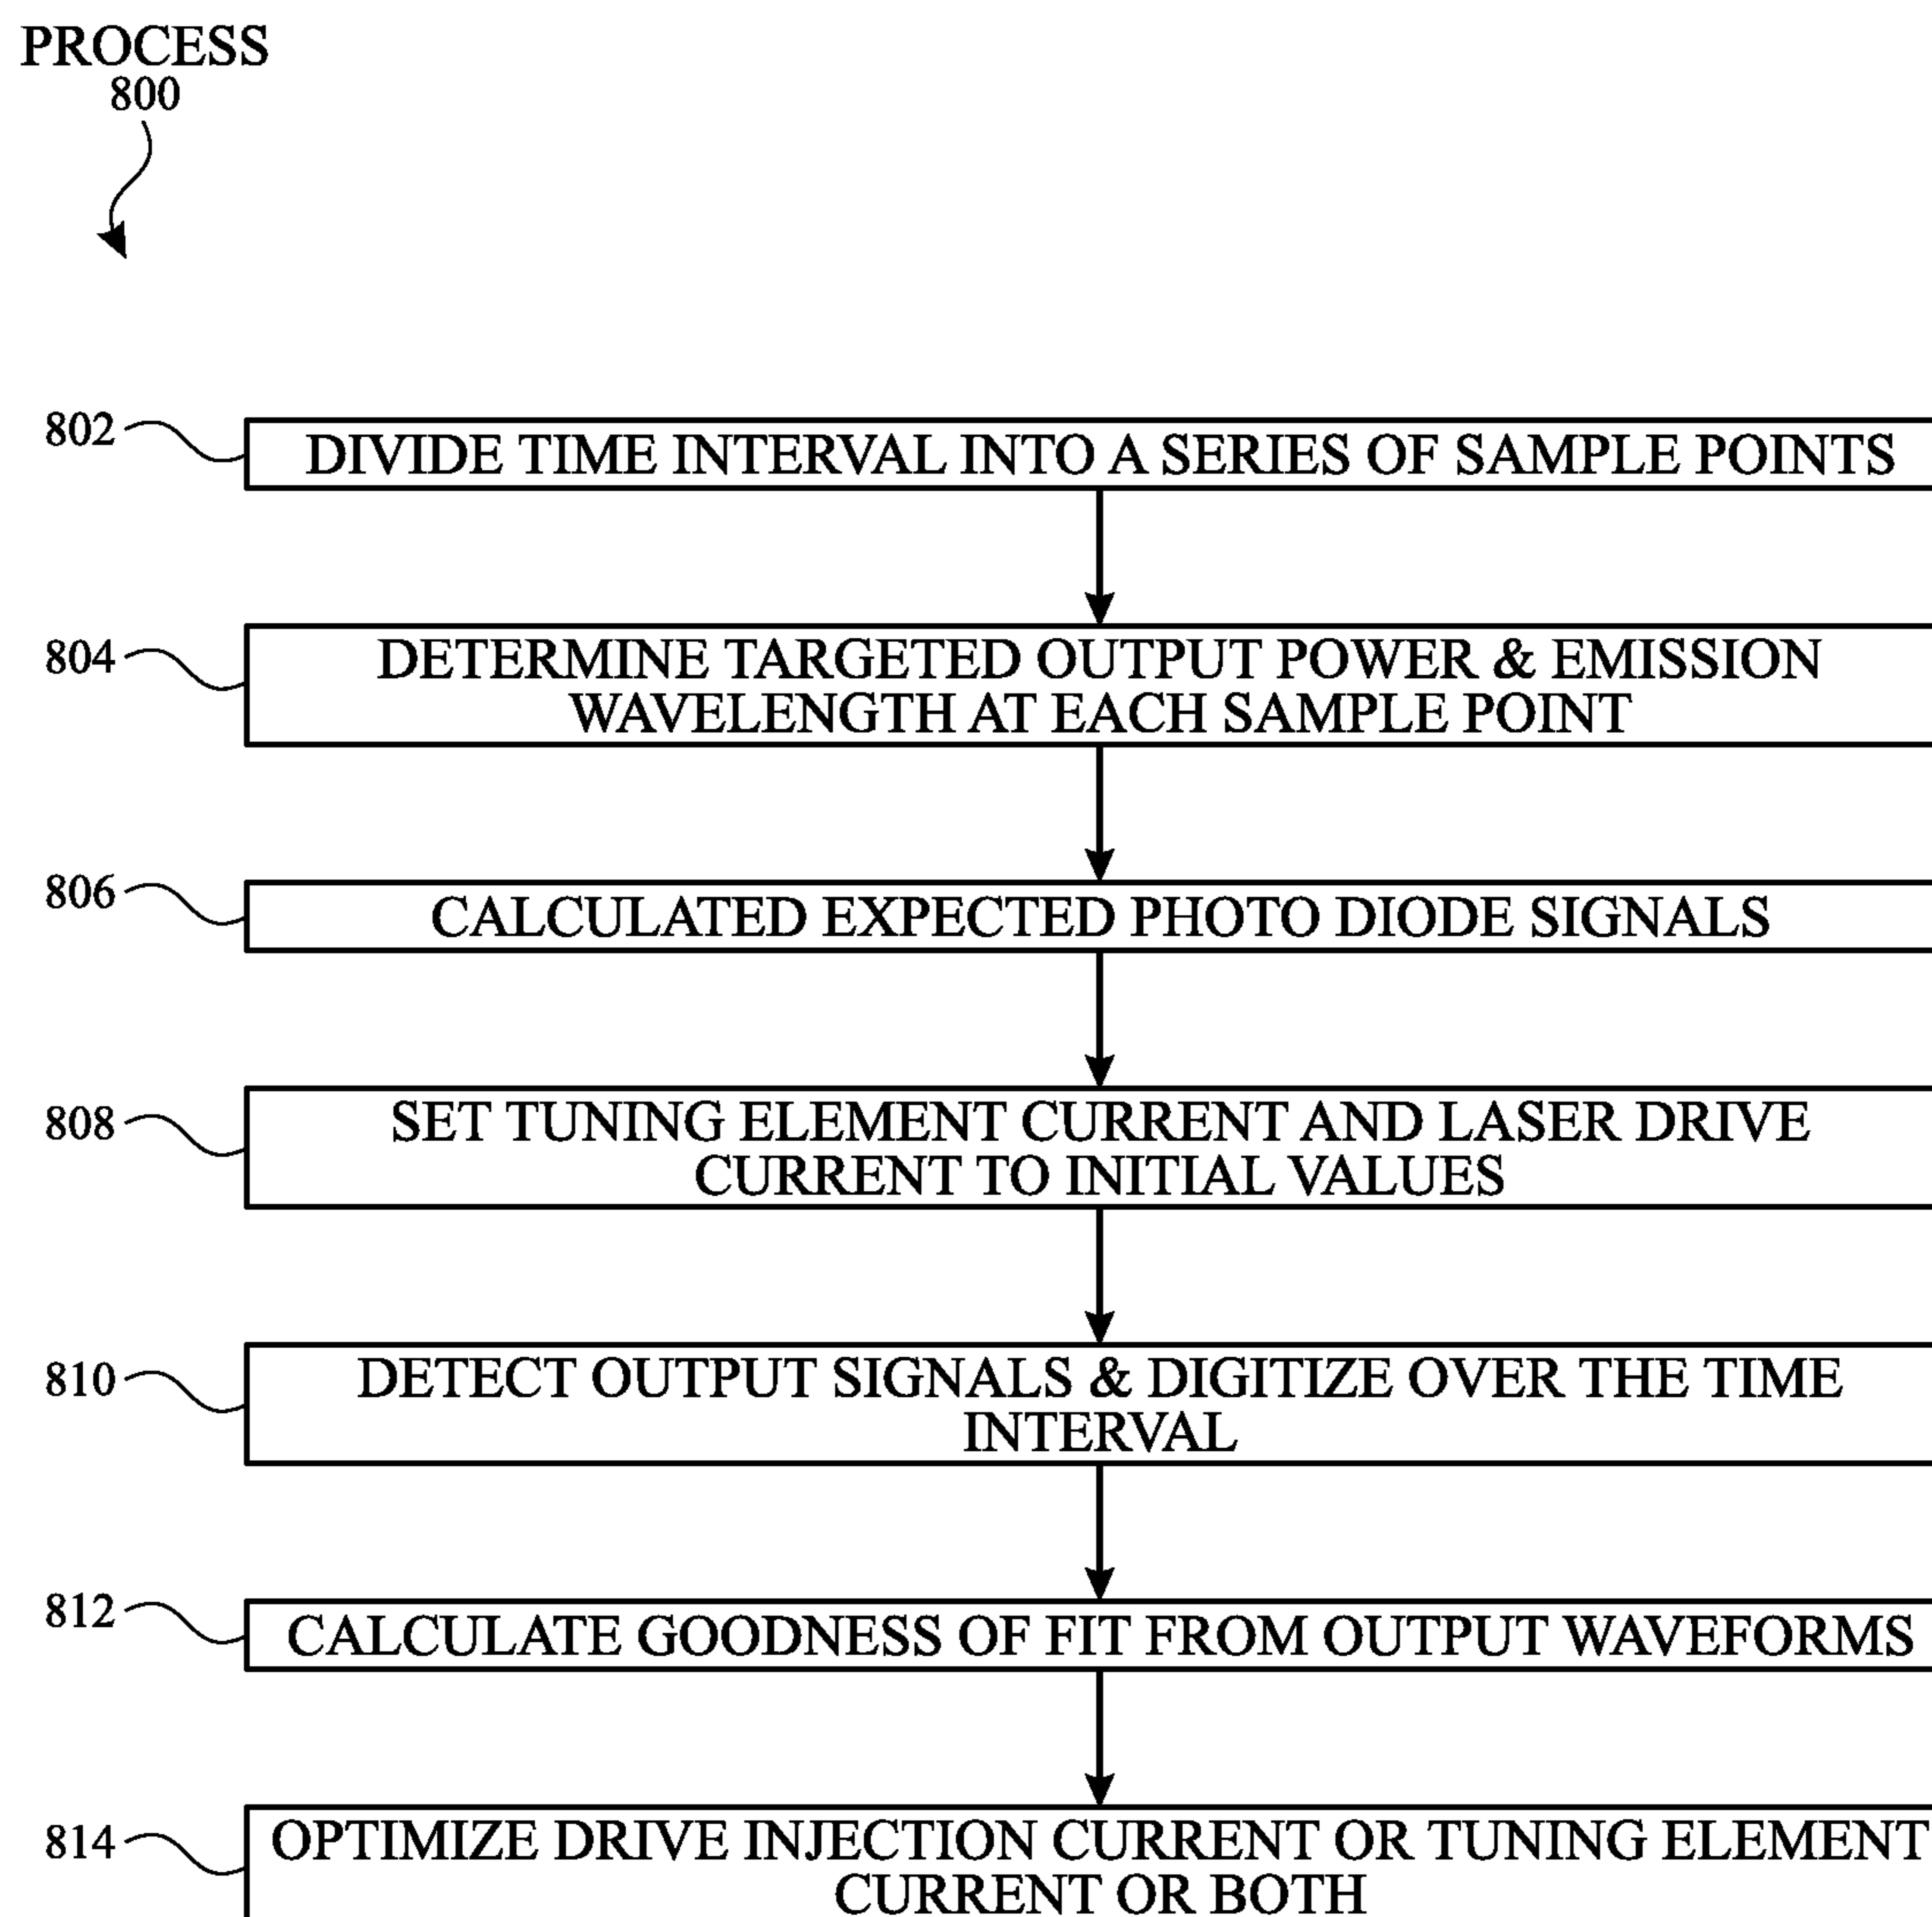 PROCESS
800
802
DIVIDE TIME INTERVAL INTO A SERIES OF SAMPLE POINTS
804
DETERMINE TARGETED OUTPUT POWER & EMISSION
WAVELENGTH AT EACH SAMPLE POINT
806
CALCULATED EXPECTED PHOTO DIODE SIGNALS
808
SET TUNING ELEMENT CURRENT AND LASER DRIVE
CURRENT TO INITIAL VALUES
810
DETECT OUTPUT SIGNALS & DIGITIZE OVER THE TIME
INTERVAL
812
CALCULATE GOODNESS OF FIT FROM OUTPUT WAVEFORMS
814
OPTIMIZE DRIVE INJECTION CURRENT OR TUNING ELEMENT
CURRENT OR BOTH